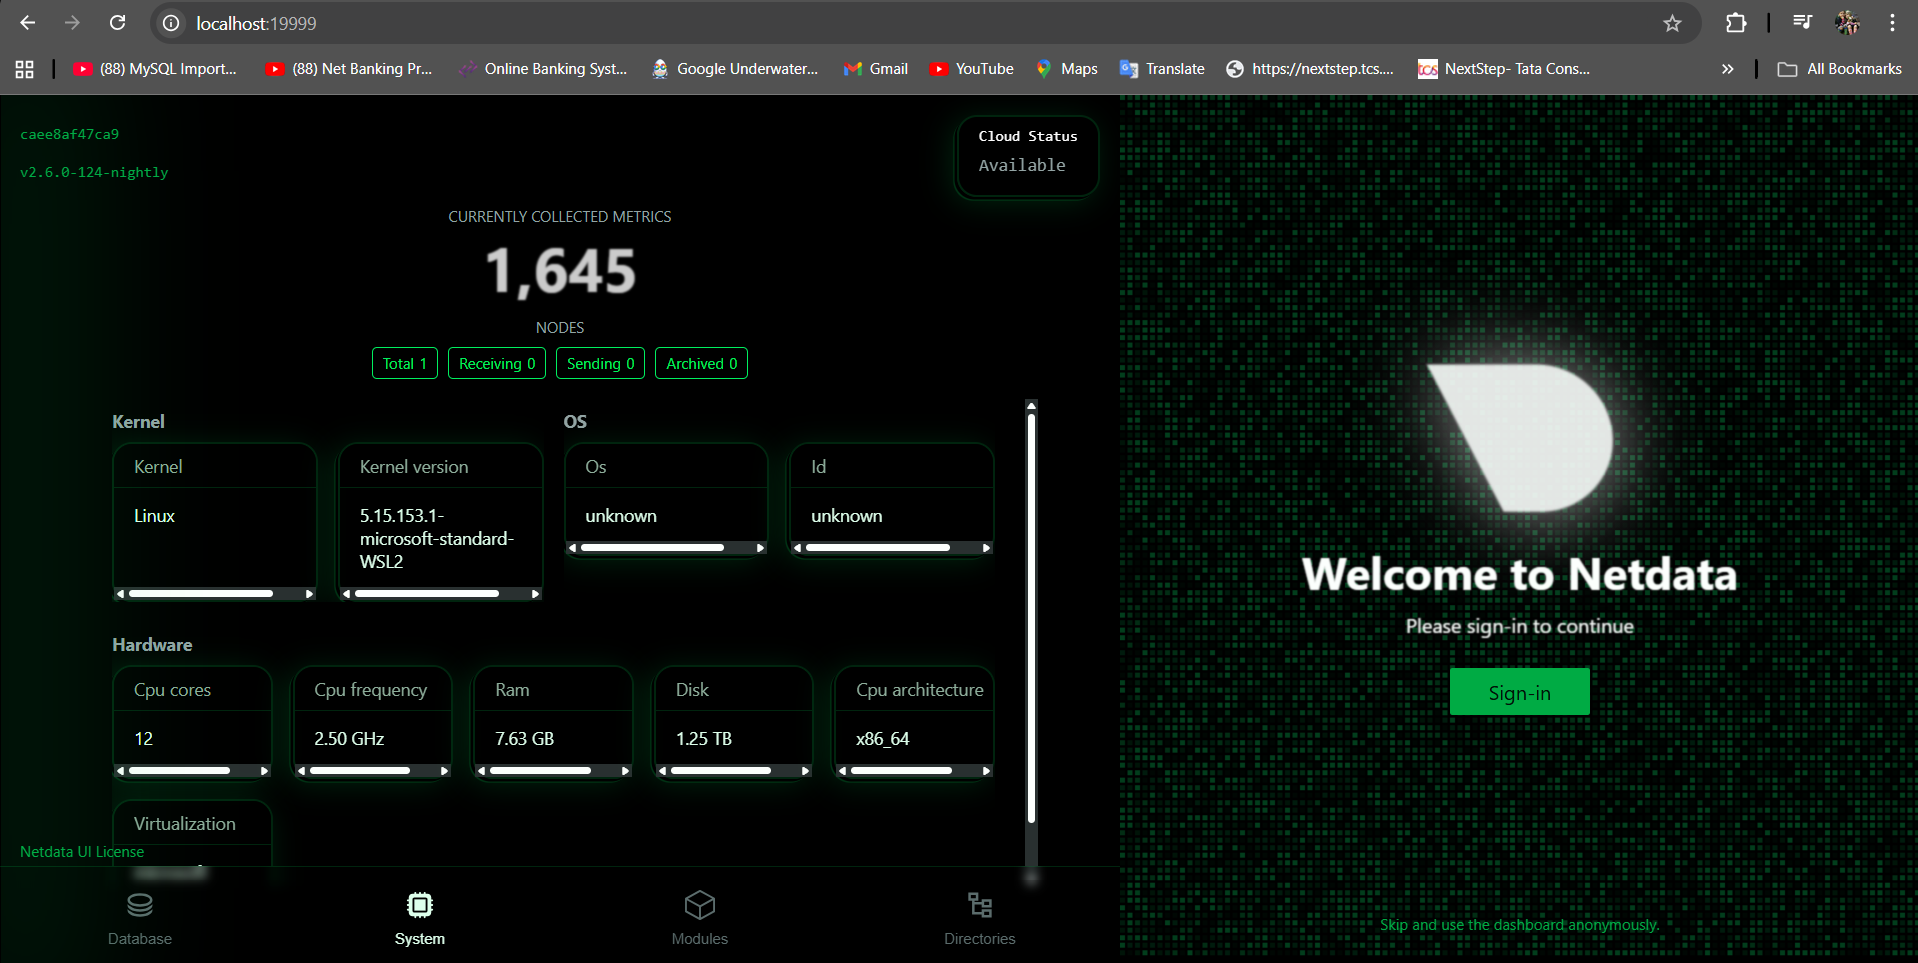 localhost:19999
(88) MySQL Import...
(88) Net Banking Pr...
Online Banking Syst...
Google Underwater...
Gmail
YouTube
Maps
Translate
https://nextstep.tcs....
tcs
NextStep- Tata Cons...
All Bookmarks
caee8af47ca9
v2.6.0-124-nightly
Cloud Status
Available
CURRENTLY COLLECTED METRICS
1,645
NODES
Total 1
Receiving 0
Sending 0
Archived 0
Kernel
OS
Kernel
Kernel version
Os
Id
Linux
5.15.153.1-
microsoft-standard-
WSL2
unknown
unknown
Hardware
Cpu cores
Cpu frequency
Ram
Disk
Cpu architecture
12
2.50 GHz
7.63 GB
1.25 TB
x86_64
Virtualization
Netdata UI License
Database
System
Modules
Directories
Welcome to Netdata
Please sign-in to continue
Sign-in
Skip and use the dashboard anonymously.